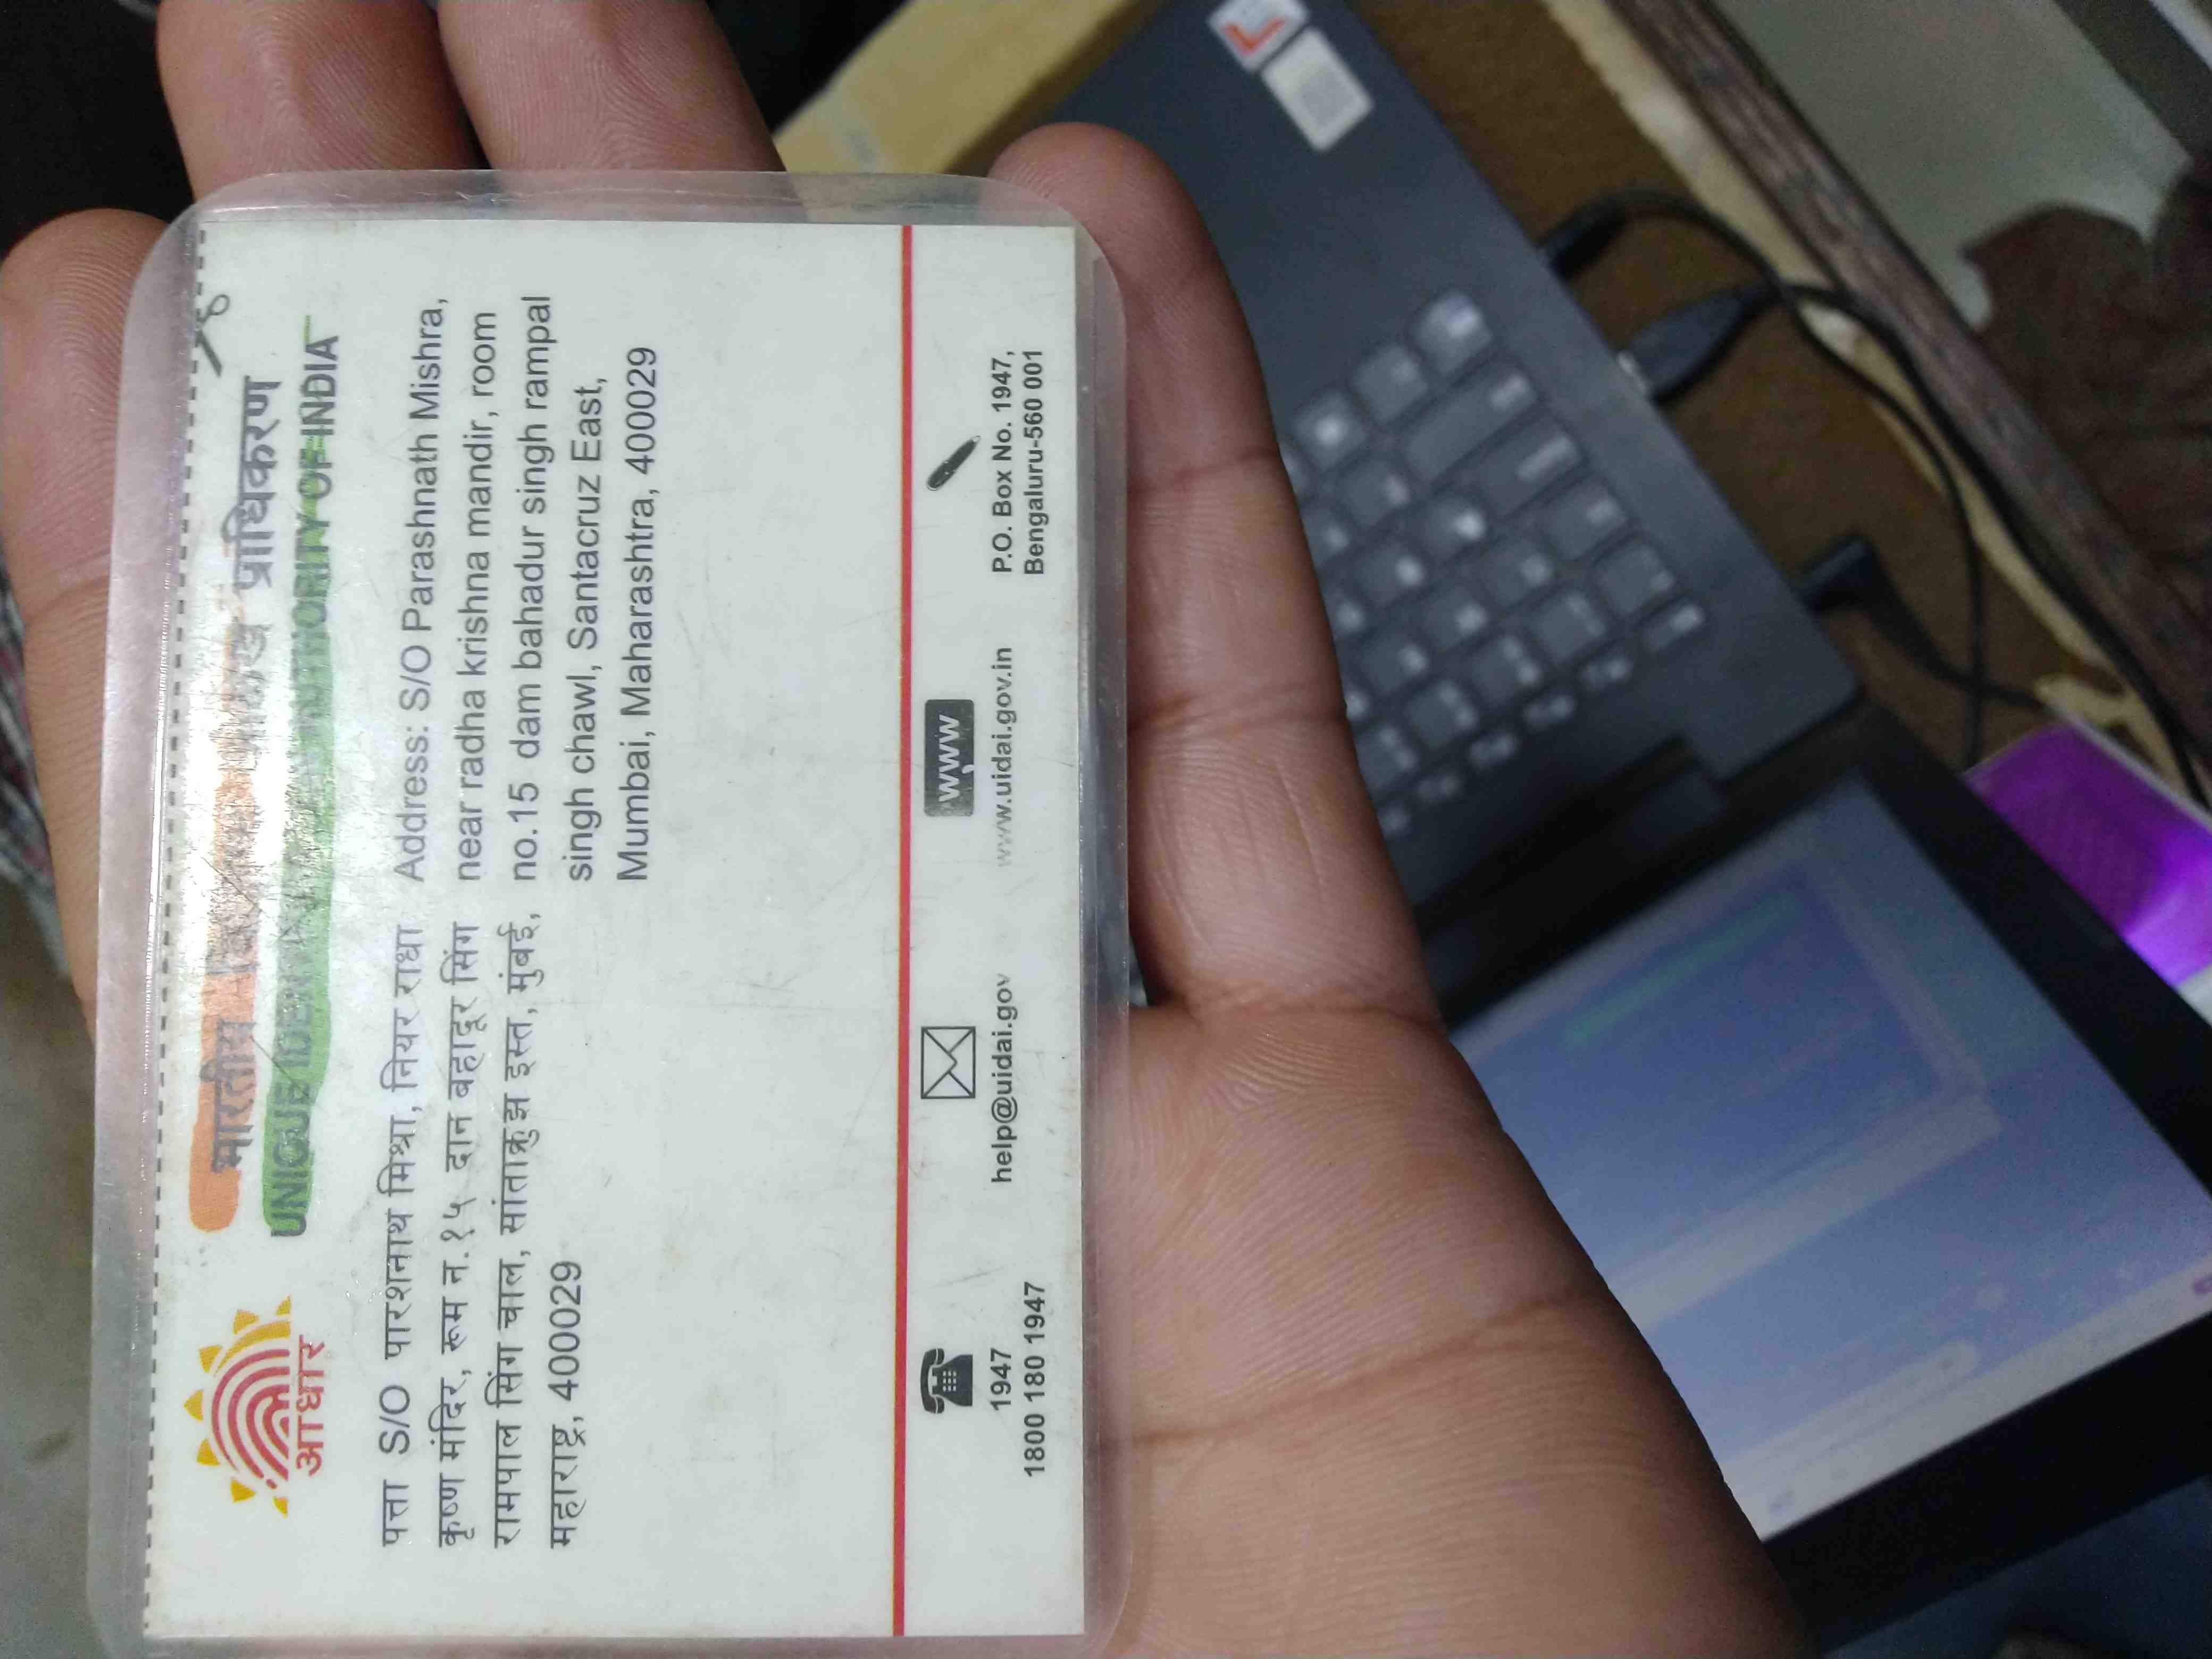 आधार
भारतीय विशिष्ट प्राधिकरण
UNIQUE AUTHORITY OF INDIA
पत्ता S/O पारशनाथ मिश्रा, नियर राधा
कृष्ण मंदिर, रूम न.१५ दान बहादूर सिंग
रामपाल सिंग चाल, सांताक्रुझ इस्त, मुंबई,
महाराष्ट्र, 400029
Address: S/O Parashnath Mishra,
near radha krishna mandir, room
no.15 dam bahadur singh rampal
singh chawl, Santacruz East,
Mumbai, Maharashtra, 400029
1947
1800 180 1947
help@uidai.gov
www
www.uidai.gov.in
P.O. Box No. 1947,
Bengaluru-560 001